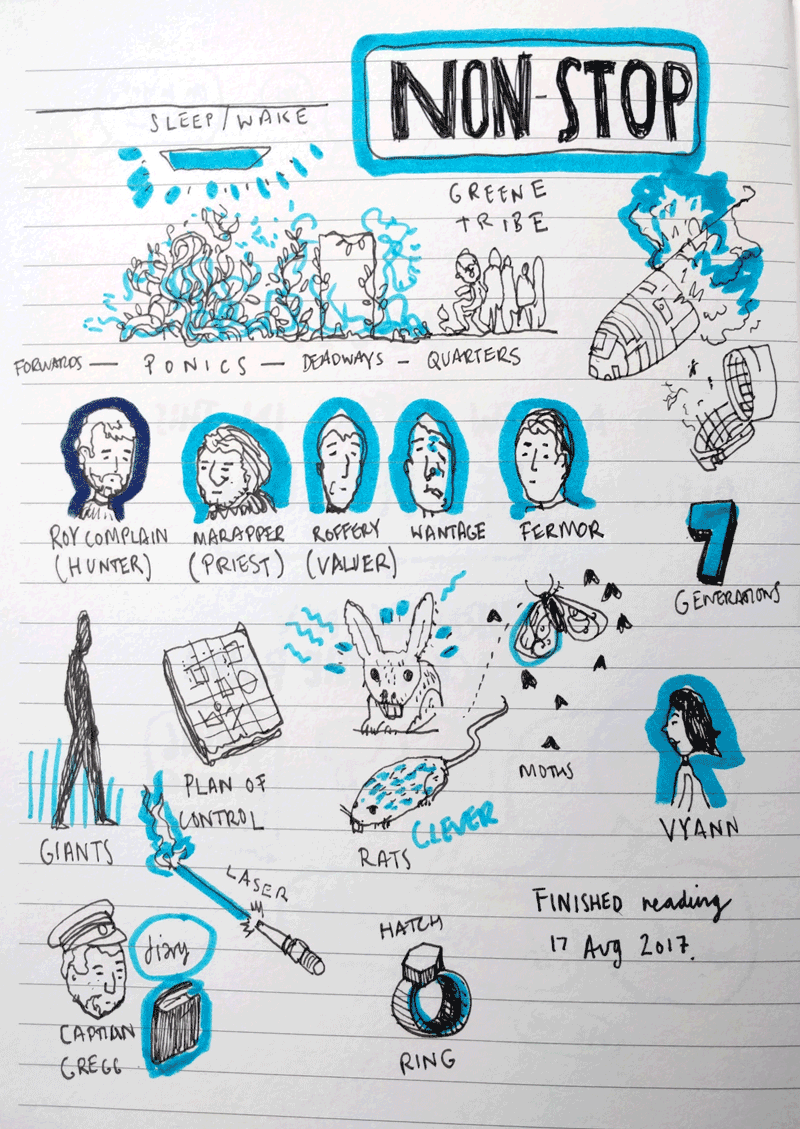 NON-STOP
SLEEP/WAKE
GREENE
TRIBE
FORWARDS — PONICS — DEADWAYS — QUARTERS
ROY COMPLAIN
(HUNTER)
MARAPPER
(PRIEST)
ROFFERY
(VALUER)
WANTAGE
FERMOR
7
GENERATIONS
GIANTS
PLAN OF
CONTROL
RATS
CLEVER
MOTHS
VYANN
LASER
FINISHED reading
17 Aug 2017.
diary
CAPTIAN
GREGG
HATCH
RING